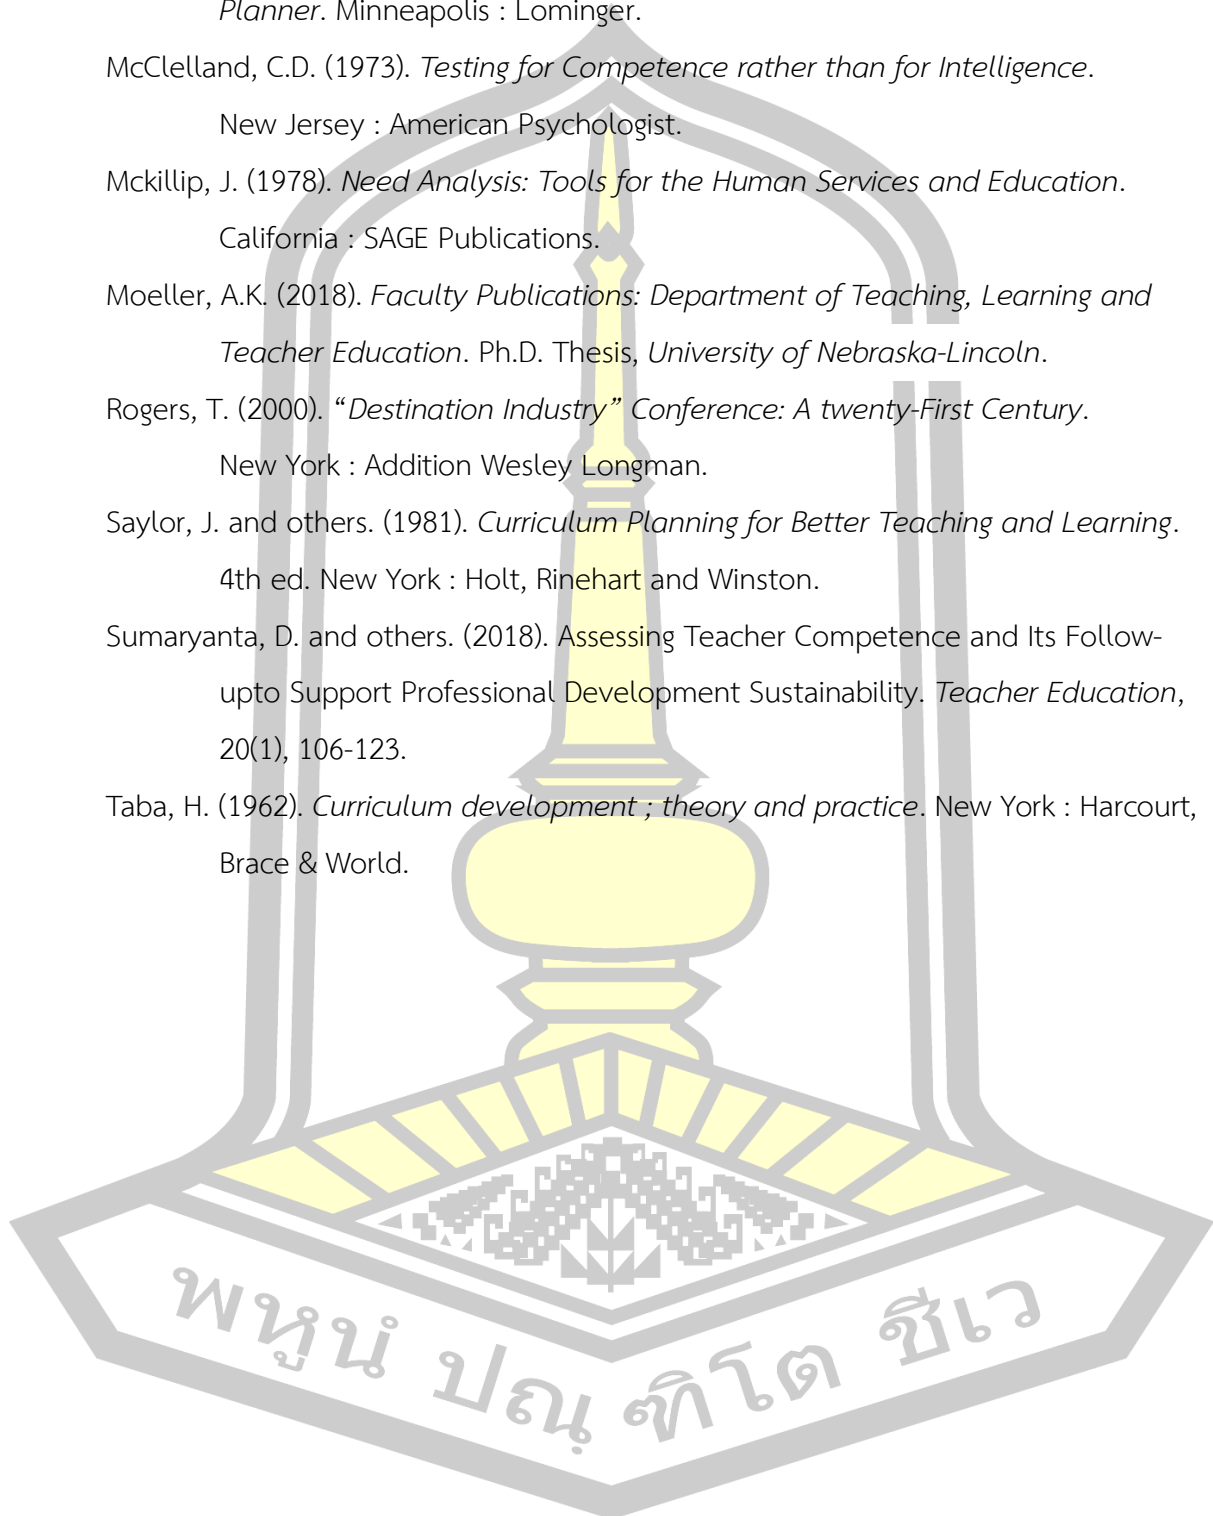 Planner. Minneapolis : Lominger.
McClelland, C.D. (1973). Testing for Competence rather than for Intelligence.
New Jersey : American Psychologist.
Mckillip, J. (1978). Need Analysis: Tools for the Human Services and Education.
California : SAGE Publications.
Moeller, A.K. (2018). Faculty Publications: Department of Teaching, Learning and
Teacher Education. Ph.D. Thesis, University of Nebraska-Lincoln.
Rogers, T. (2000). “Destination Industry” Conference: A twenty-First Century.
New York : Addition Wesley Longman.
Saylor, J. and others. (1981). Curriculum Planning for Better Teaching and Learning.
4th ed. New York : Holt, Rinehart and Winston.
Sumaryanta, D. and others. (2018). Assessing Teacher Competence and Its Follow-
upto Support Professional Development Sustainability. Teacher Education,
20(1), 106-123.
Taba, H. (1962). Curriculum development ; theory and practice. New York : Harcourt,
Brace & World.
พหูนํ ปณฺฑิโต ชีเว